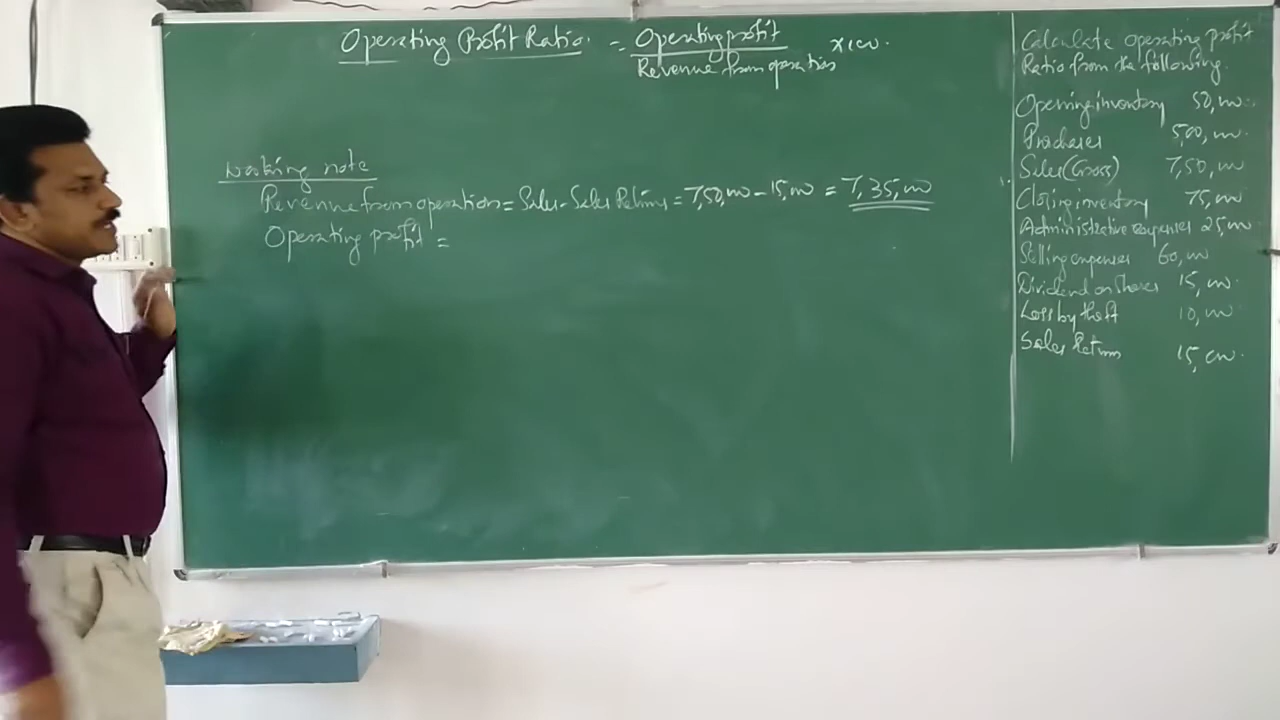 Operating Profit Ratio = Operating profit / Revenue from operation × 100.
Working note
Revenue from operation = Sales - Sales Returns = 7,50,000 - 15,000 = 7,35,000
Operating profit =
Calculate operating profit
Ratio from the following.
Opening inventory 50,000
Purchases 5,00,000
Sales (Gross) 7,50,000
Closing inventory 75,000
Administrative expenses 25,000
Selling expenses 60,000
Dividend on Shares 15,000
Loss by theft 10,000
Sales Returns 15,000